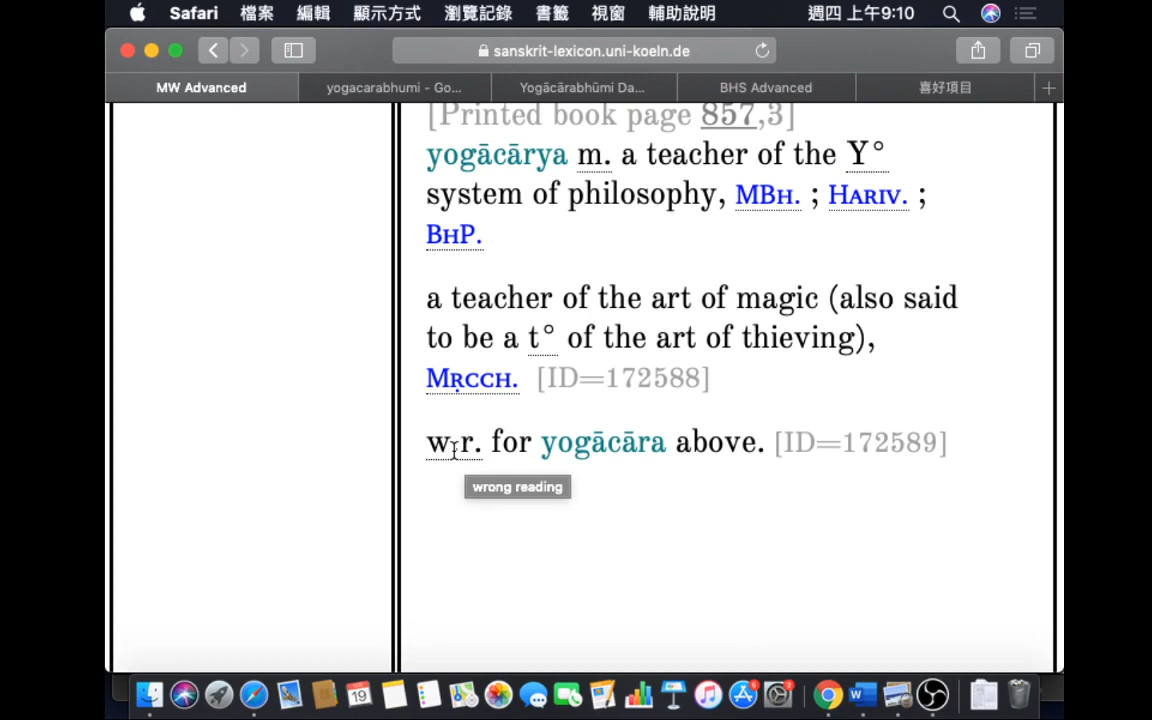 Safari 檔案 編輯 顯示方式 瀏覽記錄 書籤 視窗 輔助說明 週四 上午9:10
sanskrit-lexicon.uni-koeln.de
MW Advanced yogacarabhumi - Go... Yogācārabhūmi Da... BHS Advanced 喜好項目 +
[Printed book page 857,3]
yogācārya m. a teacher of the Y°
system of philosophy, MBh. ; Hariv. ;
BhP.
a teacher of the art of magic (also said
to be a t° of the art of thieving),
Mṛcch. [ID=172588]
w.r. for yogācāra above. [ID=172589]
wrong reading